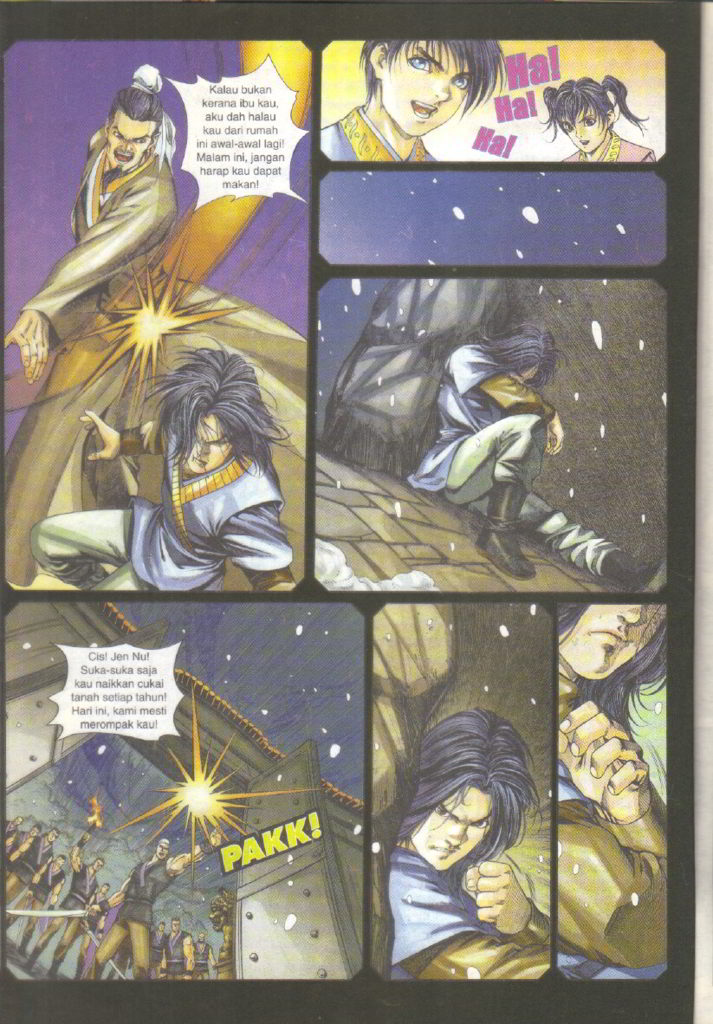 Kalau bukan
kerana ibu kau,
aku dah halau
kau dari rumah
ini awal-awal lagi!
Malam ini, jangan
harap kau dapat
makan!
Ha!
Ha!
Ha!
Cis! Jen Nu!
Suka-suka saja
kau naikkan cukai
tanah setiap tahun!
Hari ini, kami mesti
merompak kau!
PAKK!